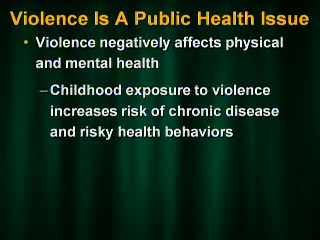 Violence Is A Public Health Issue
• Violence negatively affects physical
and mental health
– Childhood exposure to violence
increases risk of chronic disease
and risky health behaviors